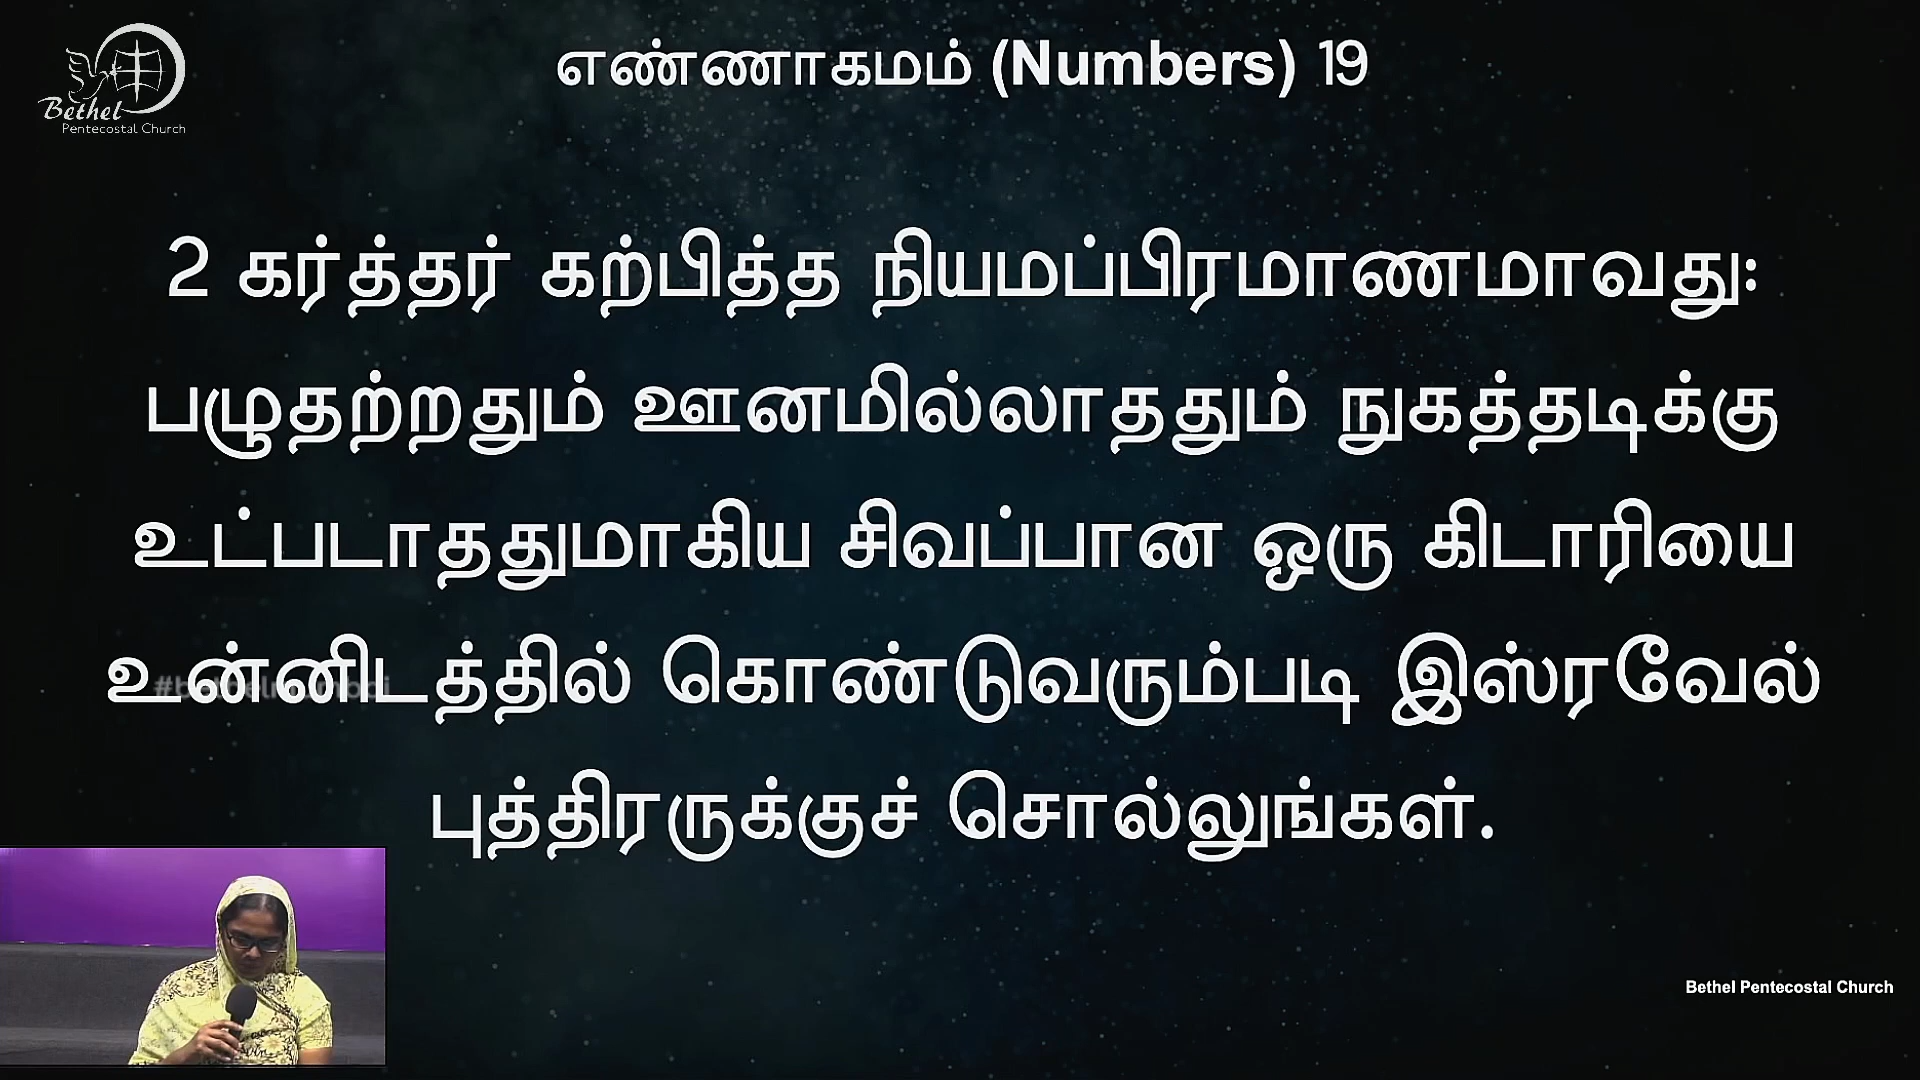 Bethel
Pentecostal Church
எண்ணாகமம் (Numbers) 19
2 கர்த்தர் கற்பித்த நியமப்பிரமாணமாவது:
பழுதற்றதும் ஊனமில்லாததும் நுகத்தடிக்கு
உட்படாததுமாகிய சிவப்பான ஒரு கிடாரியை
உன்னிடத்தில் கொண்டுவரும்படி இஸ்ரவேல்
புத்திரருக்குச் சொல்லுங்கள்.
Bethel Pentecostal Church